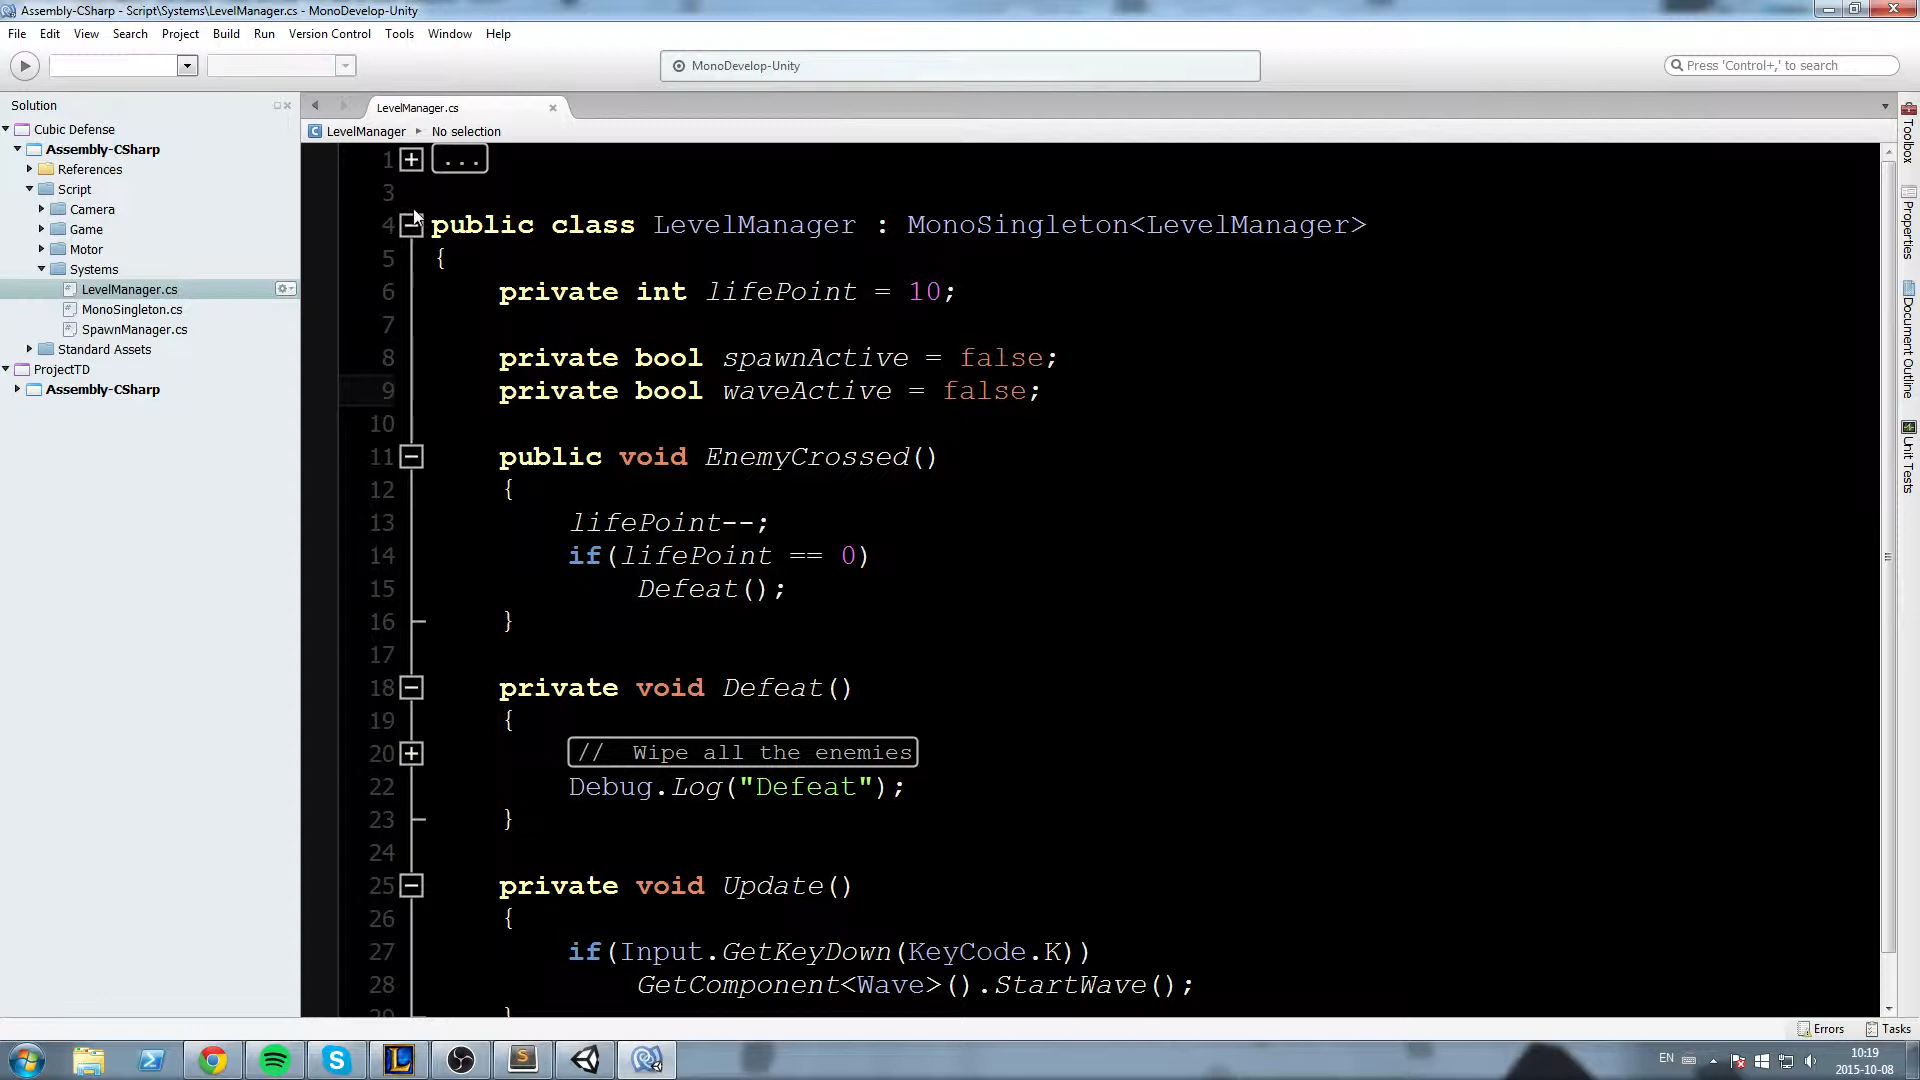 Assembly-CSharp - Script\Systems\LevelManager.cs - MonoDevelop-Unity
File Edit View Search Project Build Run Version Control Tools Window Help
MonoDevelop-Unity
Press 'Control+,' to search
Solution
Cubic Defense
Assembly-CSharp
References
Script
Camera
Game
Motor
Systems
LevelManager.cs
MonoSingleton.cs
SpawnManager.cs
Standard Assets
ProjectTD
Assembly-CSharp
LevelManager.cs
LevelManager No selection
1 ...
3
4 public class LevelManager : MonoSingleton<LevelManager>
5 {
6 private int lifePoint = 10;
7
8 private bool spawnActive = false;
9 private bool waveActive = false;
10
11 public void EnemyCrossed()
12 {
13 lifePoint--;
14 if(lifePoint == 0)
15 Defeat();
16 }
17
18 private void Defeat()
19 {
20 // Wipe all the enemies
22 Debug.Log("Defeat");
23 }
24
25 private void Update()
26 {
27 if(Input.GetKeyDown(KeyCode.K))
28 GetComponent<Wave>().StartWave();
29 }
Toolbox
Properties
Document Outline
Unit Tests
Errors Tasks
EN
10:19
2015-10-08